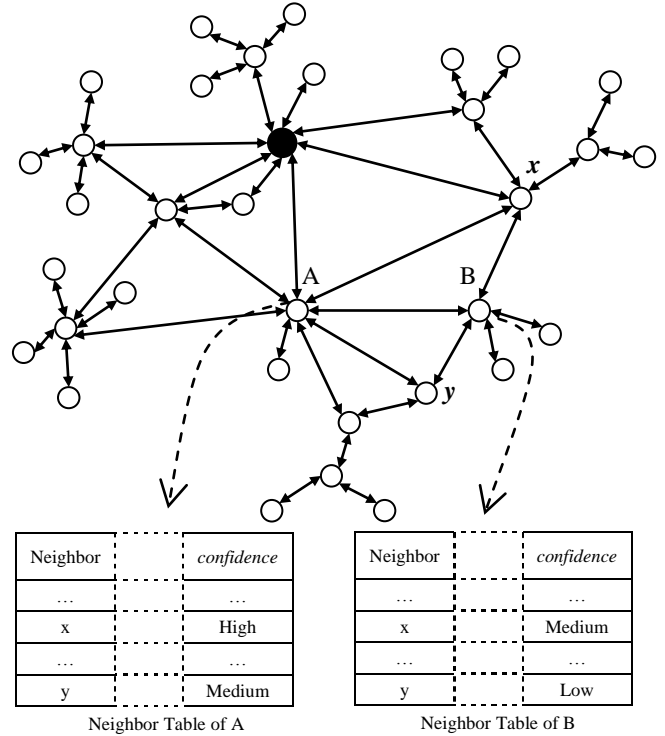 x
A
B
y
Neighbor confidence
… …
x High
… …
y Medium
Neighbor Table of A
Neighbor confidence
… …
x Medium
… …
y Low
Neighbor Table of B